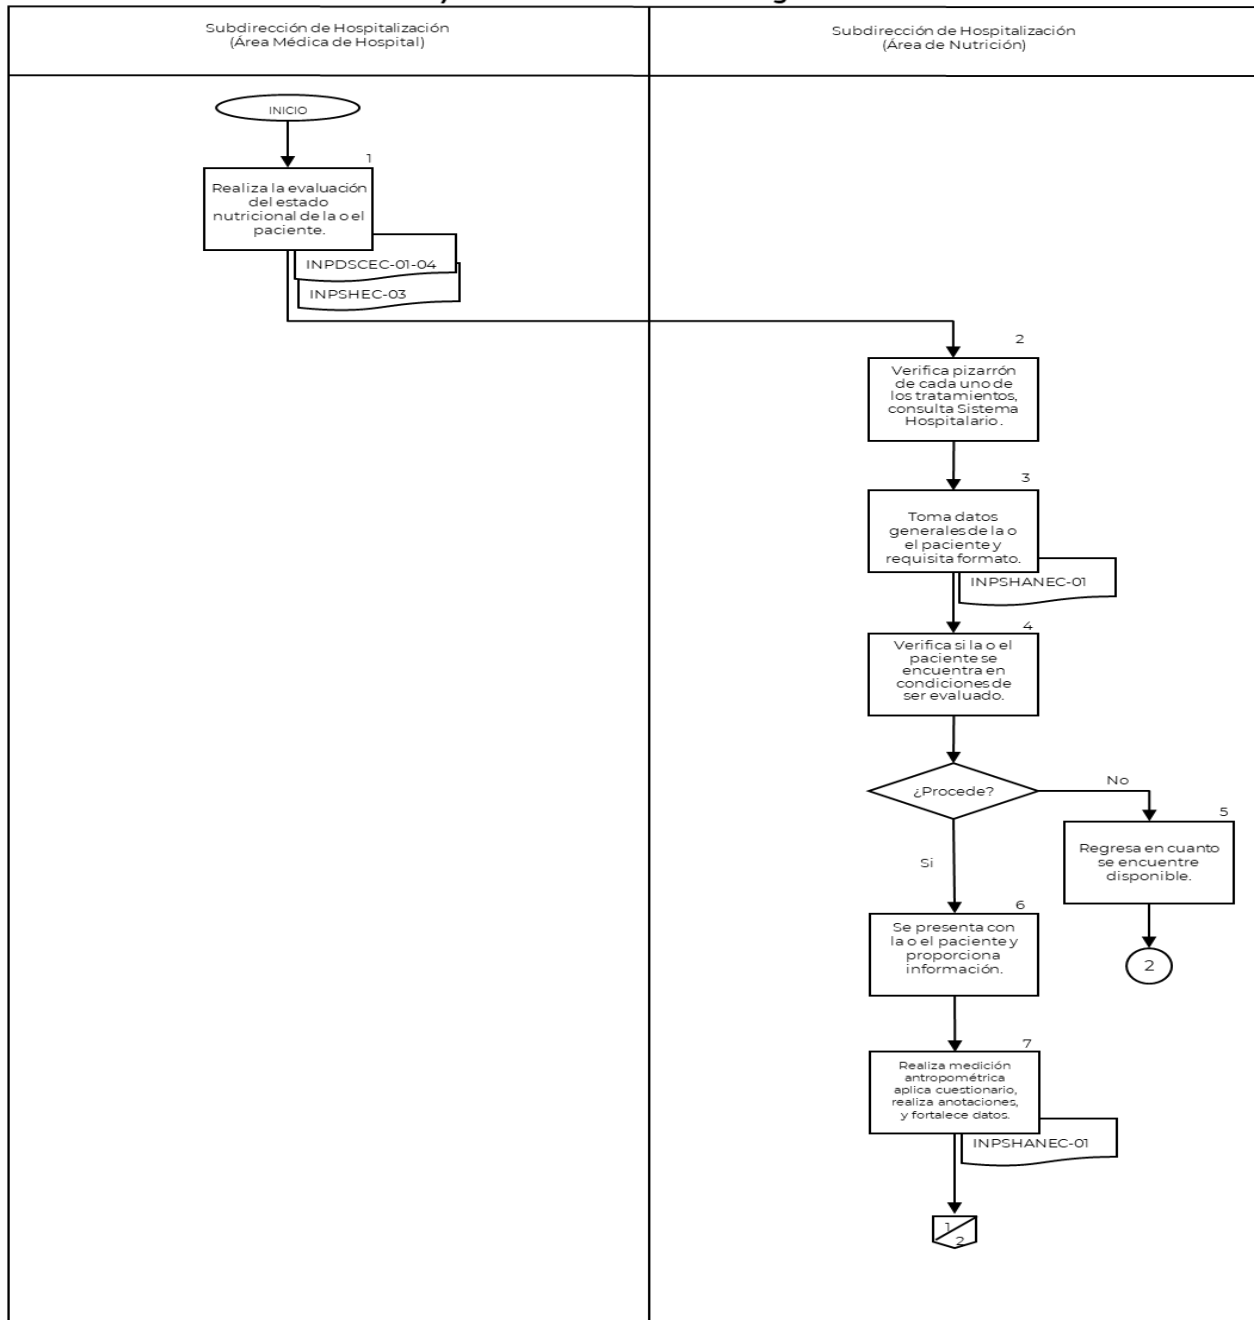 Subdirección de Hospitalización
(Área Médica de Hospital)
Subdirección de Hospitalización
(Área de Nutrición)
INICIO
1
Realiza la evaluación
del estado
nutricional de la o el
paciente.
INPDSCEC-01-04
INPSHEC-03
2
Verifica pizarrón
de cada uno de
los tratamientos,
consulta Sistema
Hospitalario.
3
Toma datos
generales de la o
el paciente y
requisita formato.
INPSHANEC-01
4
Verifica si la o el
paciente se
encuentra en
condiciones de
ser evaluado.
¿Procede?
No
5
Regresa en cuanto
se encuentre
disponible.
2
Si
6
Se presenta con
la o el paciente y
proporciona
información.
7
Realiza medición
antropométrica
aplica cuestionario,
realiza anotaciones,
y fortalece datos.
INPSHANEC-01
1
2